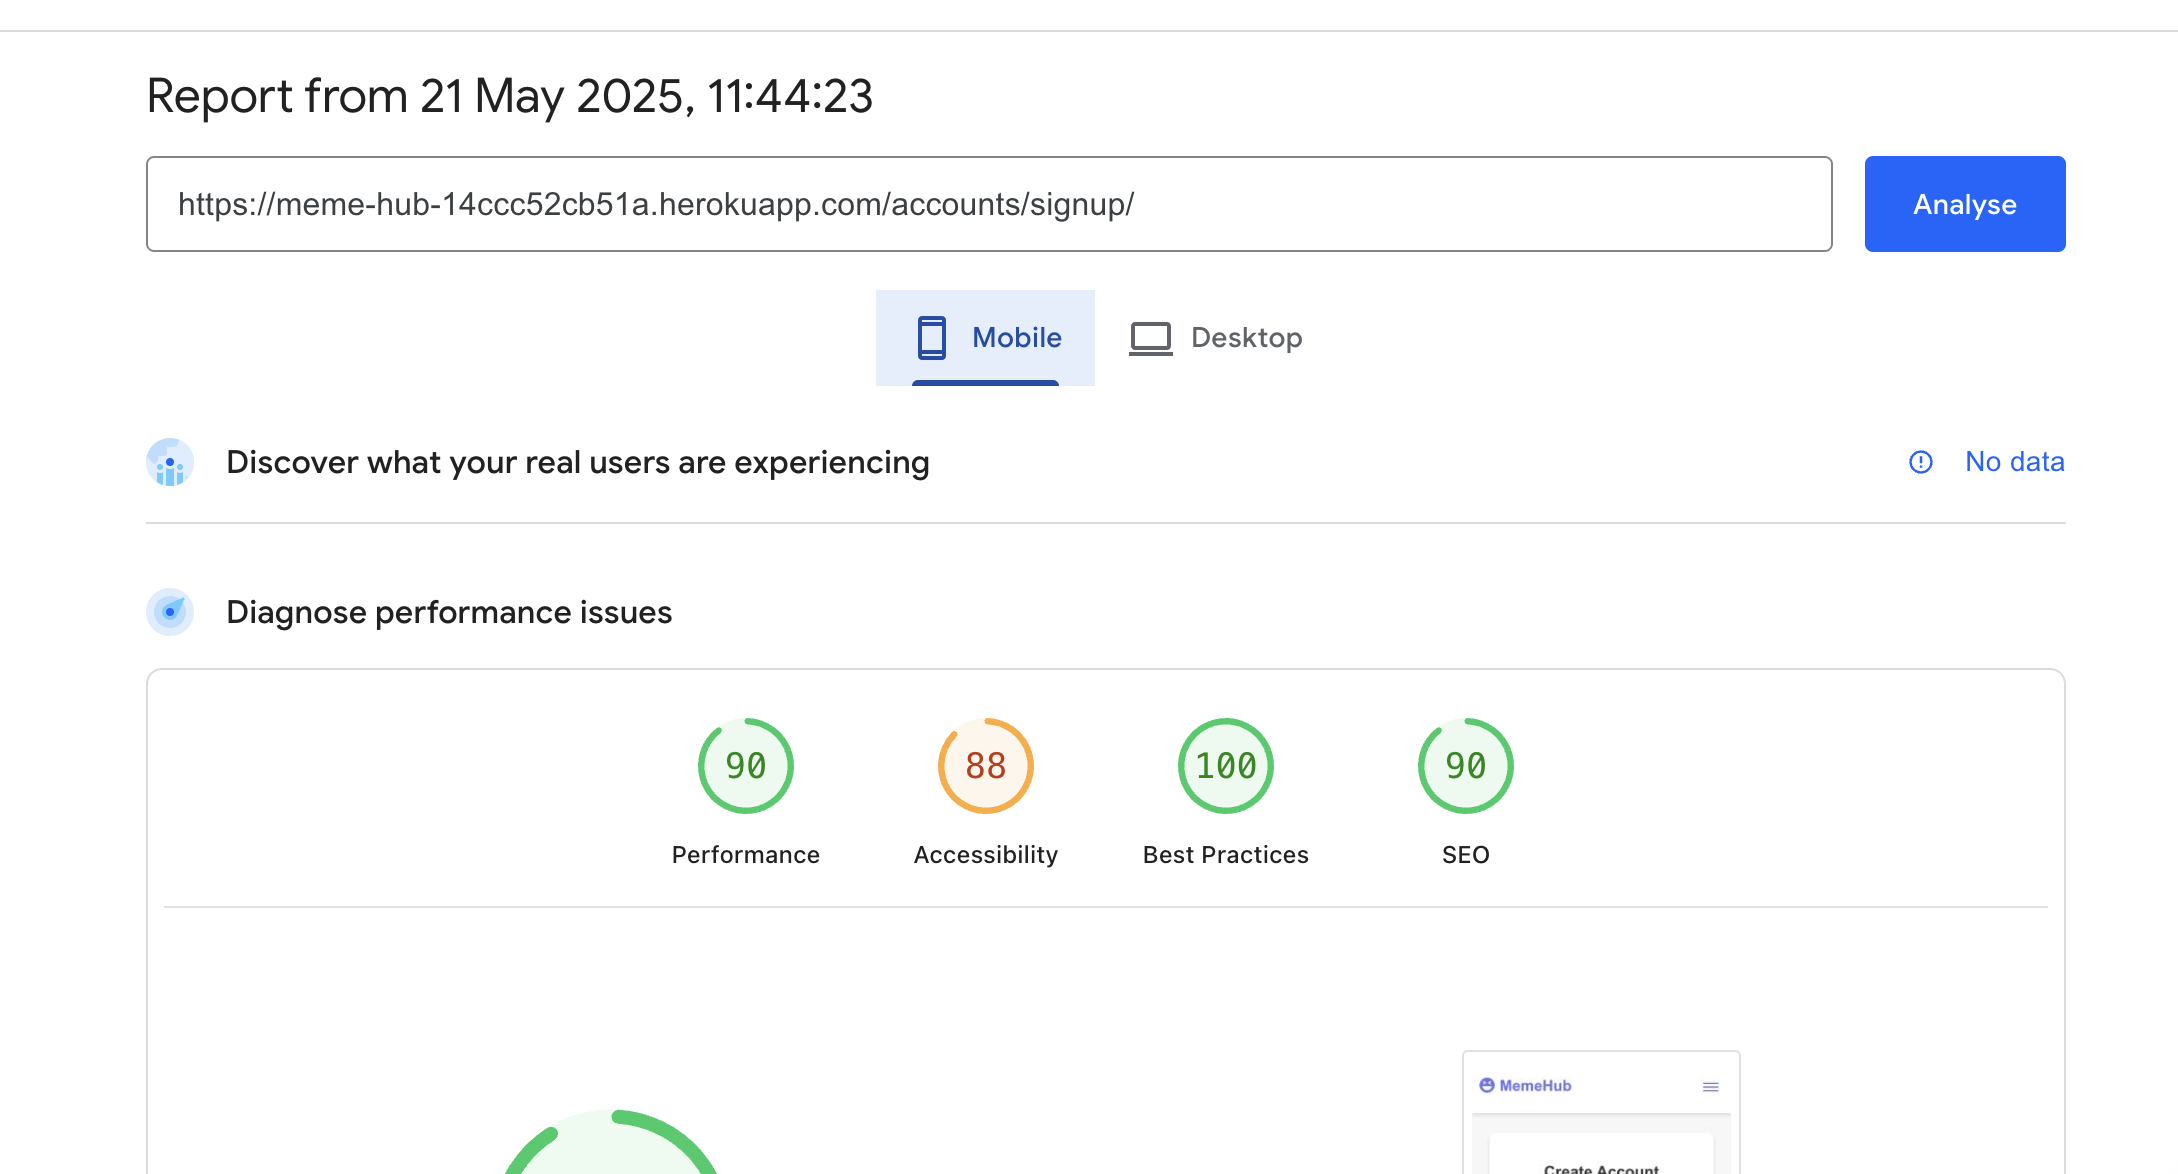 Report from 21 May 2025, 11:44:23
https://meme-hub-14ccc52cb51a.herokuapp.com/accounts/signup/
Analyse
Mobile
Desktop
Discover what your real users are experiencing
No data
Diagnose performance issues
90
88
100
90
Performance
Accessibility
Best Practices
SEO
MemeHub
Create Account